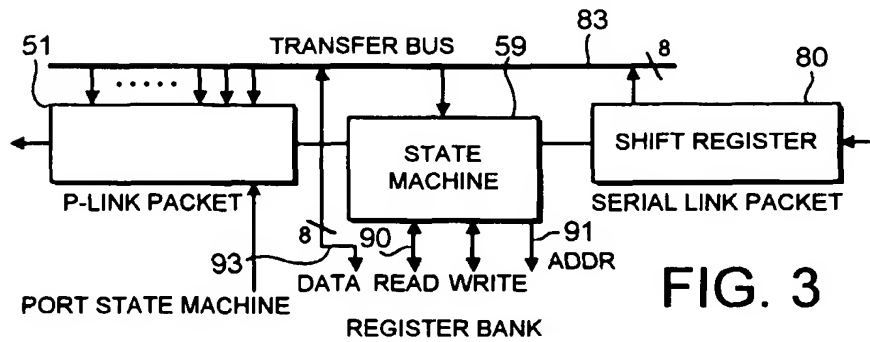 51
TRANSFER BUS
59
83
8
80
STATE MACHINE
SHIFT REGISTER
P-LINK PACKET
SERIAL LINK PACKET
8
93
90
91
DATA READ WRITE
ADDR
PORT STATE MACHINE
REGISTER BANK
FIG. 3